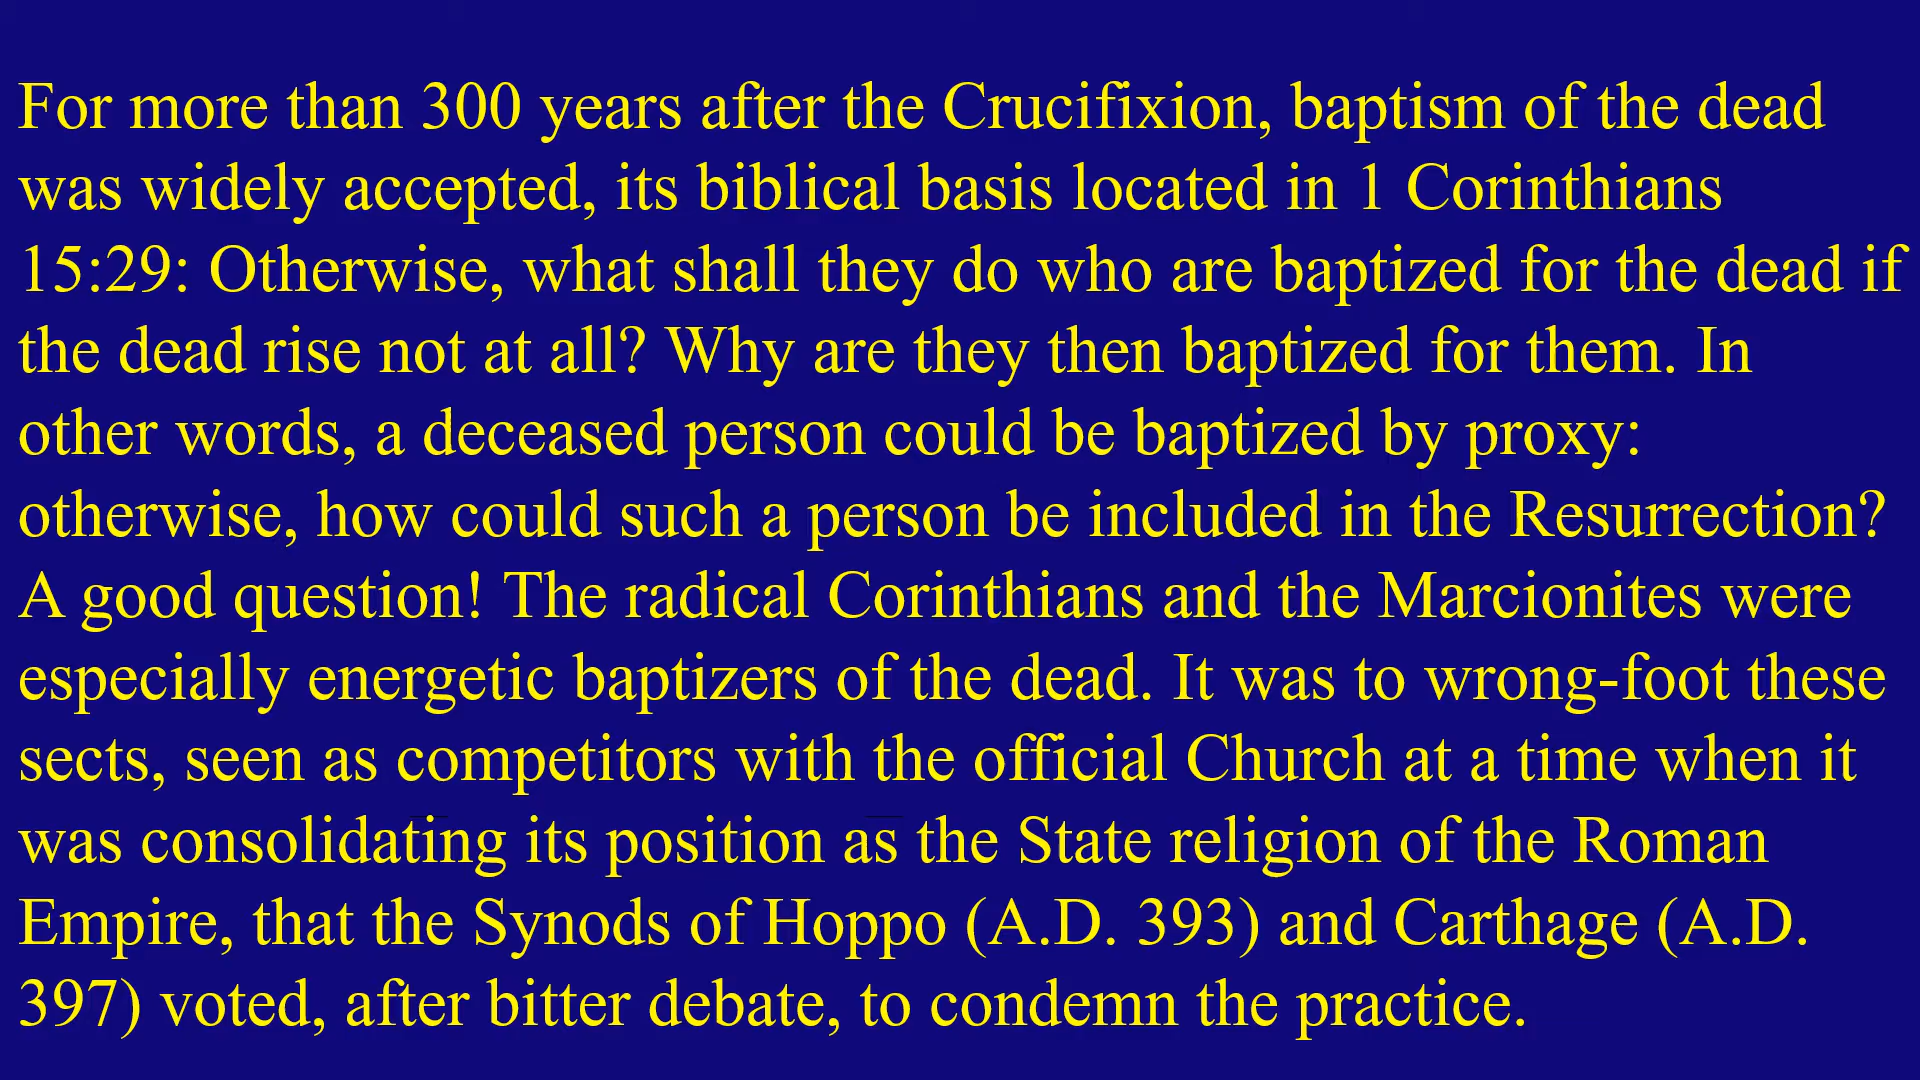 For more than 300 years after the Crucifixion, baptism of the dead
was widely accepted, its biblical basis located in 1 Corinthians
15:29: Otherwise, what shall they do who are baptized for the dead if
the dead rise not at all? Why are they then baptized for them. In
other words, a deceased person could be baptized by proxy:
otherwise, how could such a person be included in the Resurrection?
A good question! The radical Corinthians and the Marcionites were
especially energetic baptizers of the dead. It was to wrong-foot these
sects, seen as competitors with the official Church at a time when it
was consolidating its position as the State religion of the Roman
Empire, that the Synods of Hoppo (A.D. 393) and Carthage (A.D.
397) voted, after bitter debate, to condemn the practice.